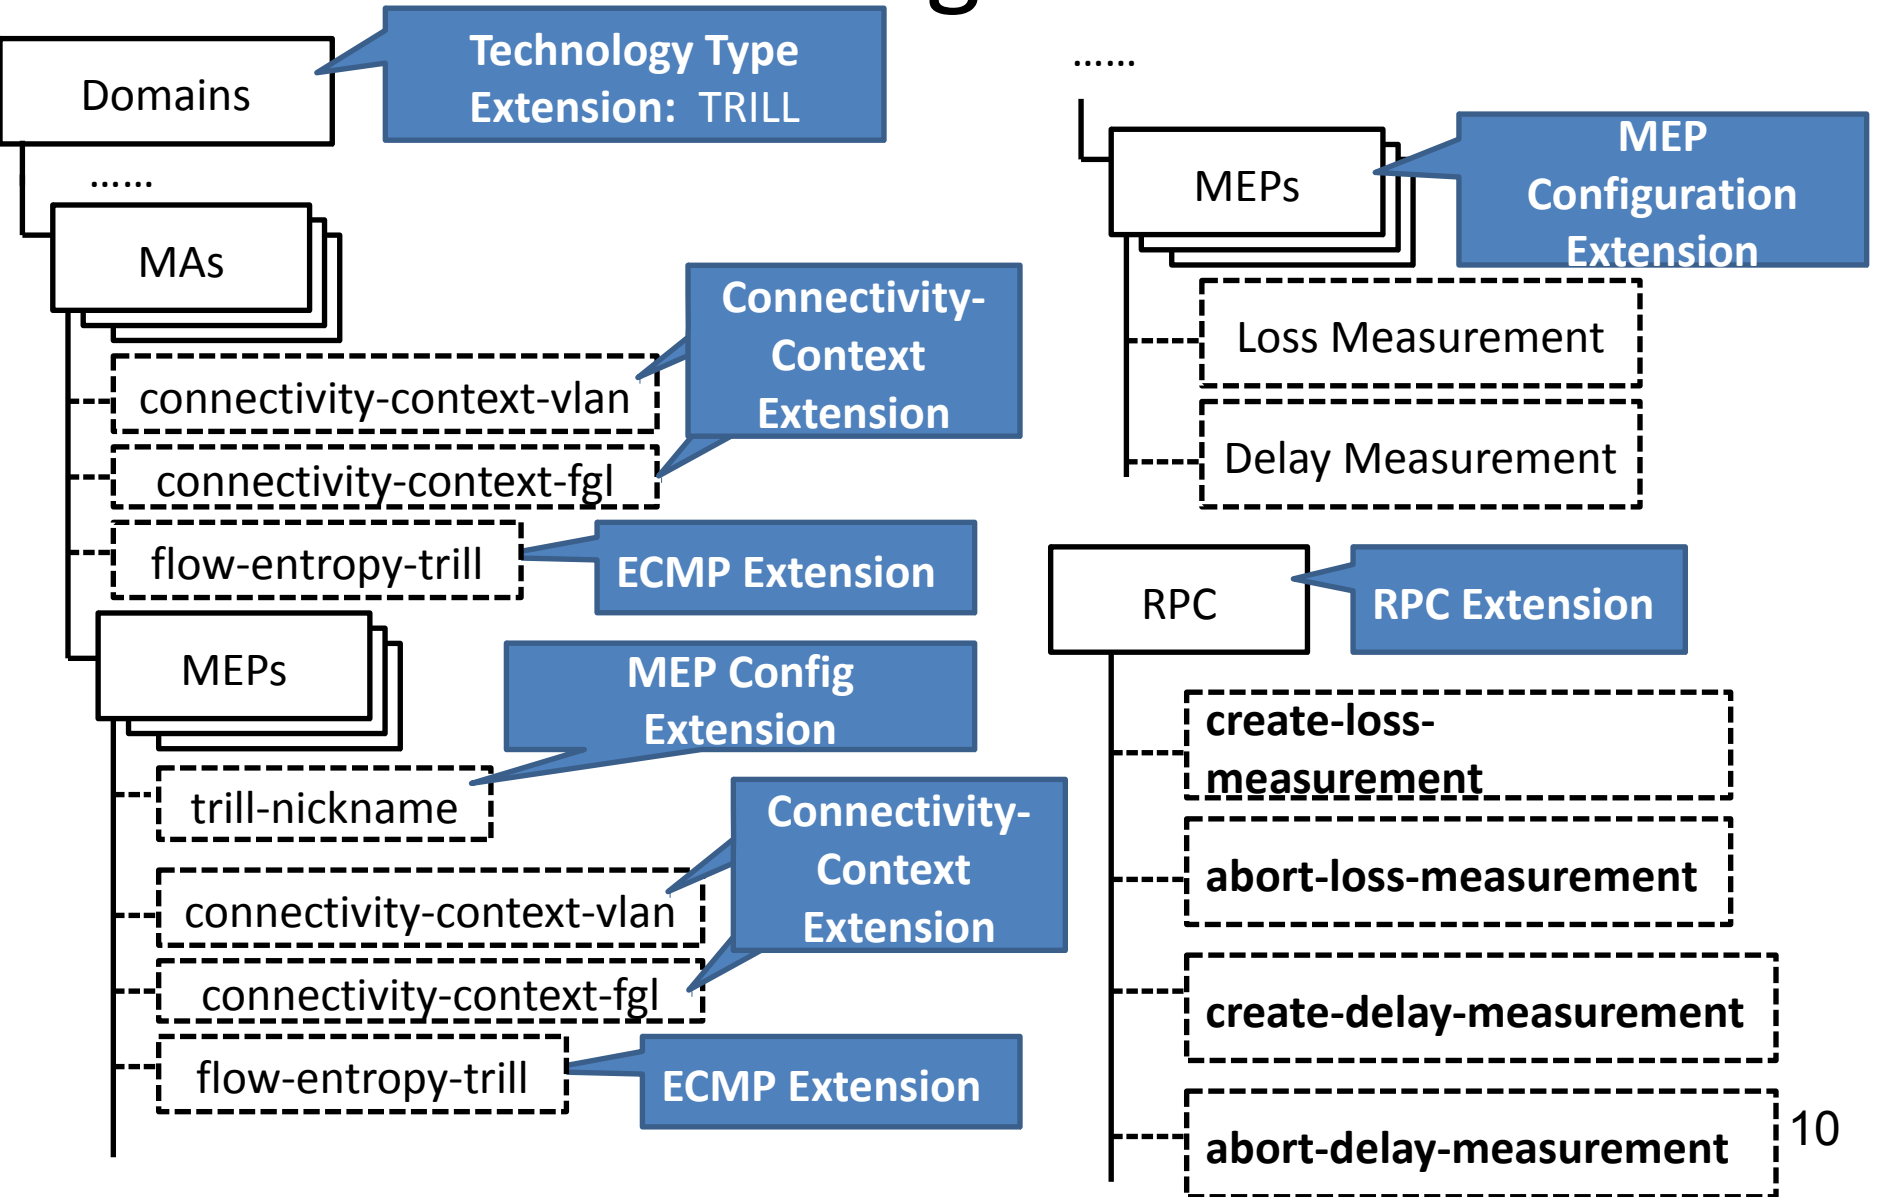 Domains
Technology Type
Extension: TRILL
......
MAs
Connectivity-
Context
Extension
connectivity-context-vlan
connectivity-context-fgl
flow-entropy-trill
ECMP Extension
MEPs
MEP Config
Extension
trill-nickname
Connectivity-
Context
Extension
connectivity-context-vlan
connectivity-context-fgl
flow-entropy-trill
ECMP Extension
......
MEPs
MEP
Configuration
Extension
Loss Measurement
Delay Measurement
RPC
RPC Extension
create-loss-
measurement
abort-loss-measurement
create-delay-measurement
abort-delay-measurement
10